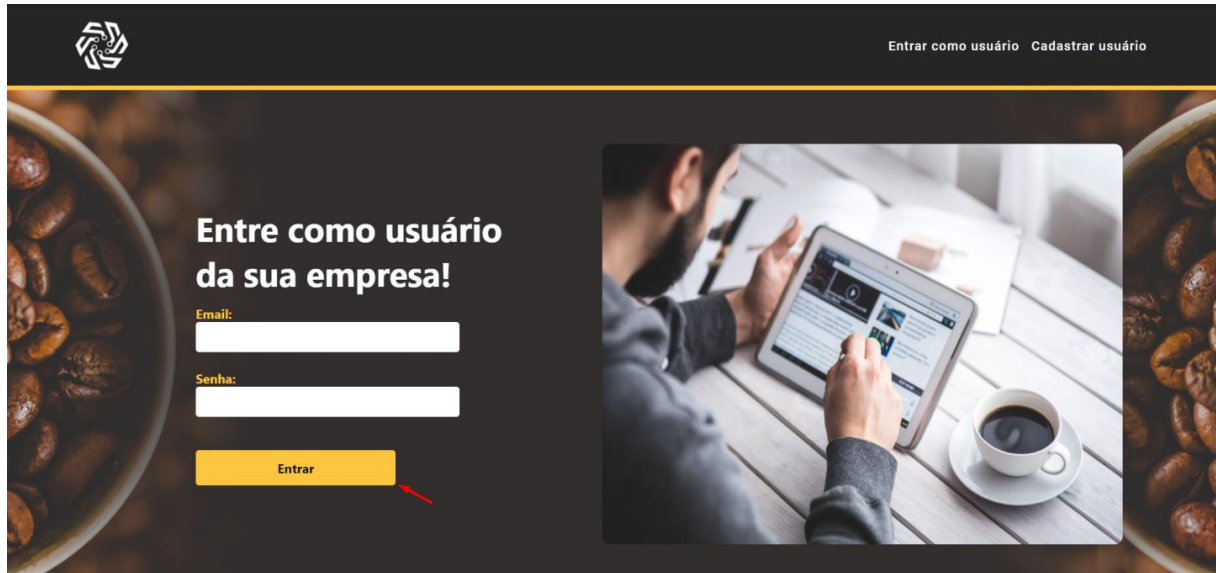 Entrar como usuário Cadastrar usuário
Entre como usuário
da sua empresa!
Email:
Senha:
Entrar